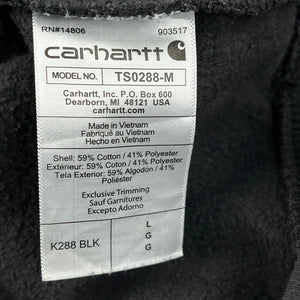 RN#14806 903517
carhartt
MODEL NO. TS0288-M
Carhartt, Inc. P.O. Box 600
Dearborn, MI 48121 USA
carhartt.com
Made in Vietnam
Fabriqué en Vietnam
Hecho en Vietnam
Shell: 59% Cotton / 41% Polyester
Extérieur: 59% Coton / 41% Polyester
Tela Exterior: 59% Algodón / 41%
Poliéster
Exclusive Trimming
Sauf Garnitures
Excepto Adorno
K288 BLK
L
G
G